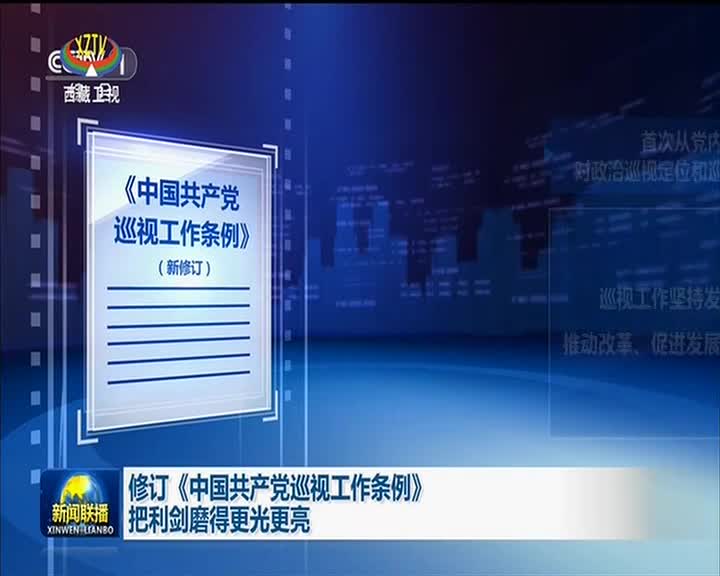 XZTV
西藏卫视
《中国共产党
巡视工作条例》
（新修订）
首次从党内
对政治巡视定位和巡
巡视工作坚持发
推动改革、促进发展
修订《中国共产党巡视工作条例》
把利剑磨得更光更亮
新闻联播
XINWEN-LIANBO